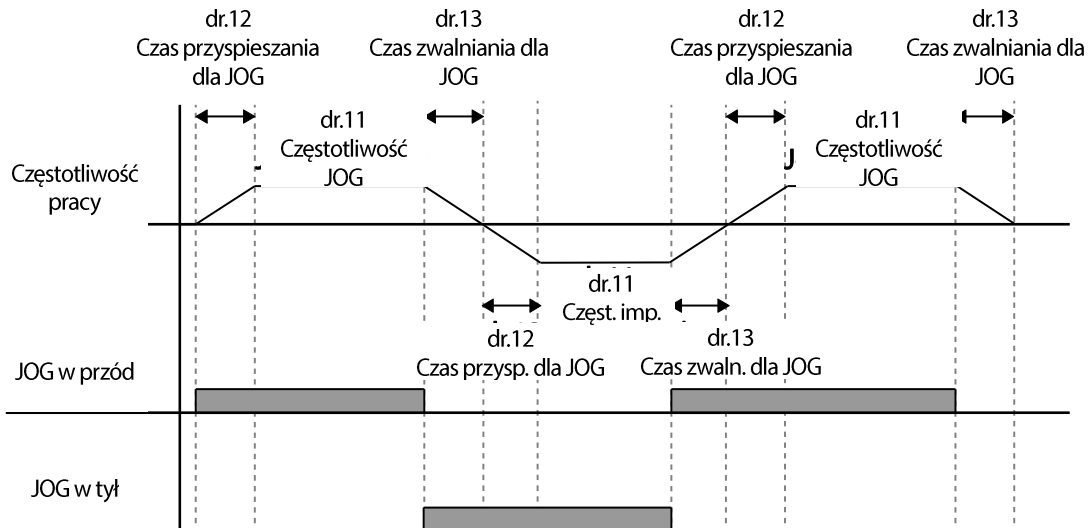 dr.12
Czas przyspieszania
dla JOG
dr.13
Czas zwalniania dla
JOG
dr.12
Czas przyspieszania
dla JOG
dr.13
Czas zwalniania dla
JOG
dr.11
Częstotliwość
JOG
J
dr.11
Częstotliwość
JOG
Częstotliwość
pracy
dr.11
Częst. imp.
dr.12
Czas przysp. dla JOG
dr.13
Czas zwaln. dla JOG
JOG w przód
JOG w tył